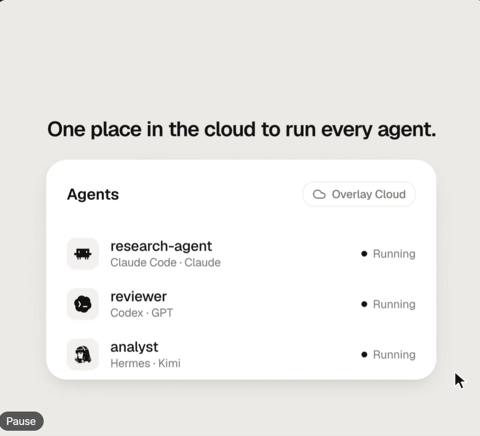 One place in the cloud to run every agent.
Agents
Overlay Cloud
research-agent
Claude Code · Claude
Running
reviewer
Codex · GPT
Running
analyst
Hermes · Kimi
Running
Pause